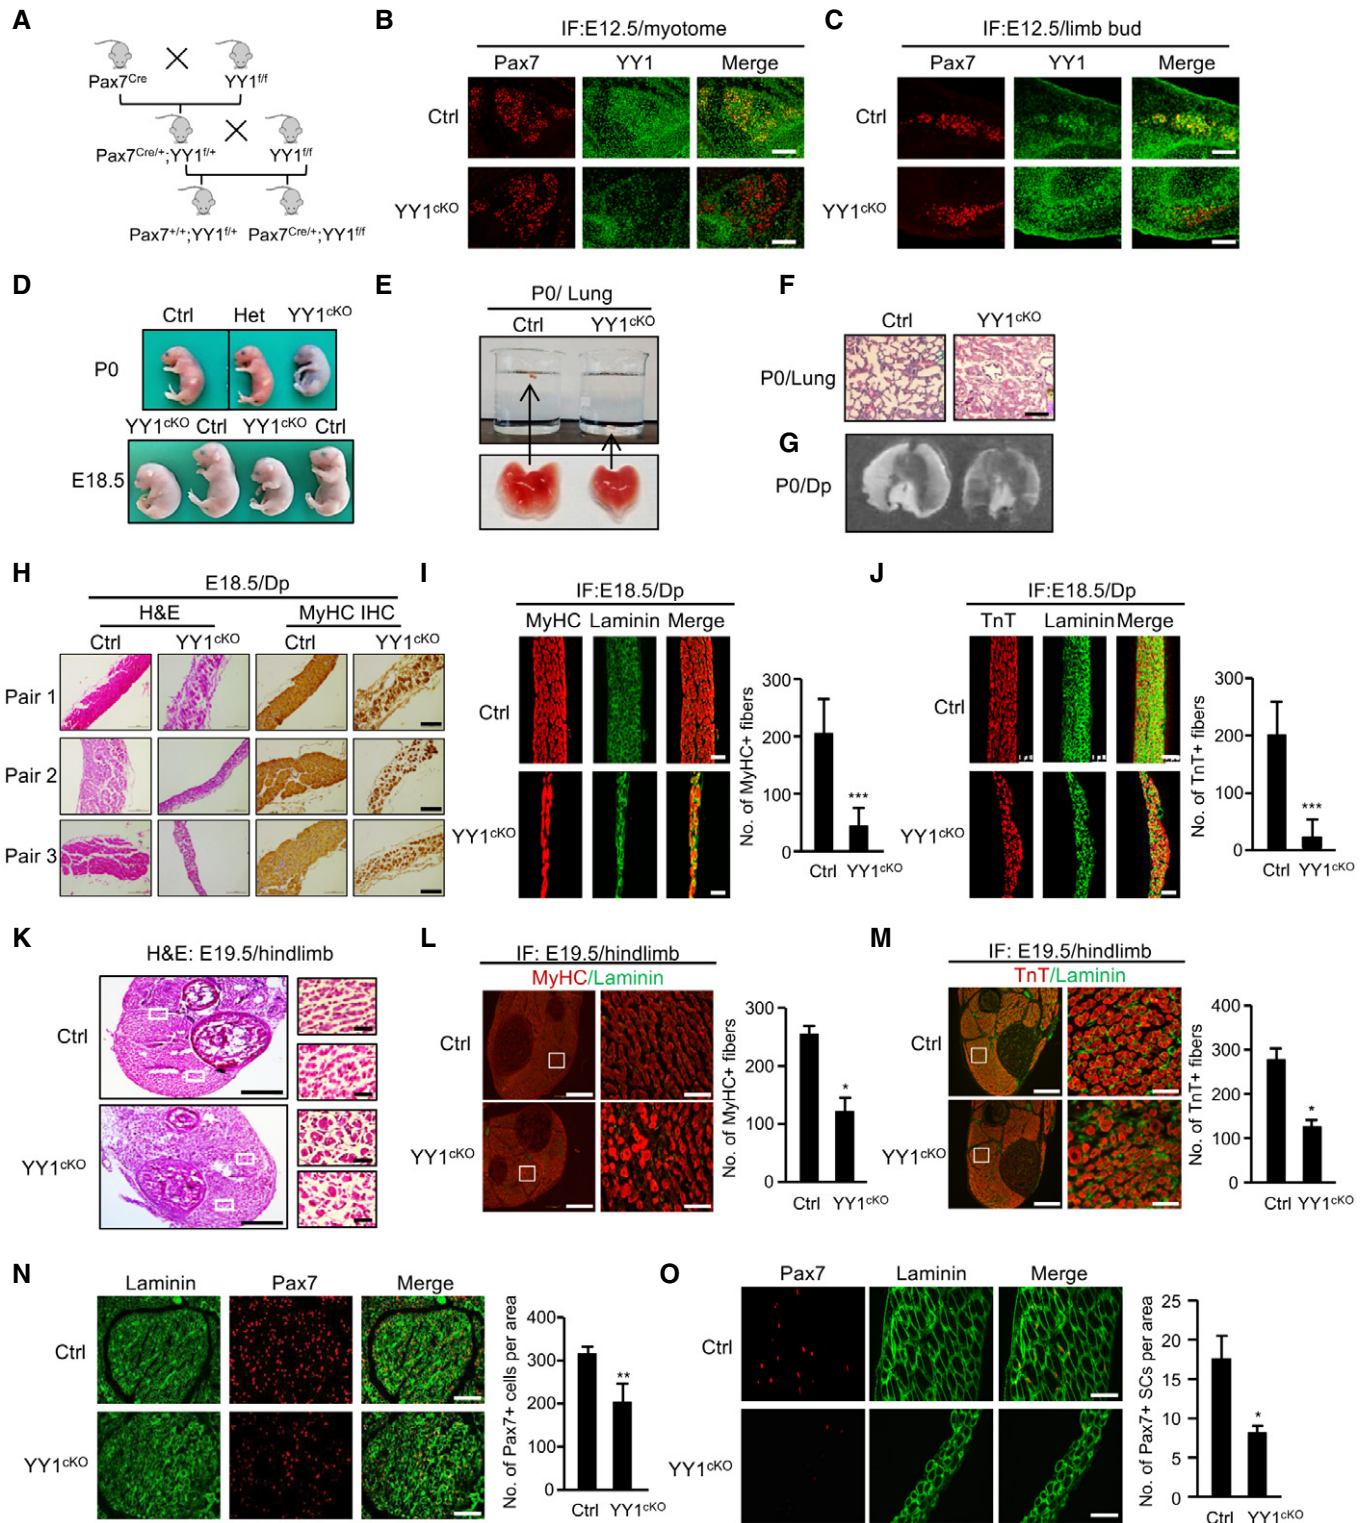 A
Pax7Cre
YY1f/f
Pax7Cre/+;YY1f/+
YY1f/f
Pax7+/+;YY1f/+ Pax7Cre/+;YY1f/f
B
IF:E12.5/myotome
Pax7 YY1 Merge
Ctrl
YY1cKO
C
IF:E12.5/limb bud
Pax7 YY1 Merge
Ctrl
YY1cKO
D
Ctrl Het YY1cKO
P0
YY1cKO Ctrl YY1cKO Ctrl
E18.5
E
P0/ Lung
Ctrl YY1cKO
F
Ctrl YY1cKO
P0/Lung
G
P0/Dp
H
E18.5/Dp
H&E MyHC IHC
Ctrl YY1cKO Ctrl YY1cKO
Pair 1
Pair 2
Pair 3
I
IF:E18.5/Dp
MyHC Laminin Merge
Ctrl
YY1cKO
No. of MyHC+ fibers
300
200
100
0
***
Ctrl YY1cKO
J
IF:E18.5/Dp
TnT Laminin Merge
Ctrl
YY1cKO
No. of TnT+ fibers
300
200
100
0
***
Ctrl YY1cKO
K
H&E: E19.5/hindlimb
Ctrl
YY1cKO
L
IF: E19.5/hindlimb
MyHC/Laminin
Ctrl
YY1cKO
No. of MyHC+ fibers
300
200
100
0
*
Ctrl YY1cKO
M
IF: E19.5/hindlimb
TnT/Laminin
Ctrl
YY1cKO
No. of TnT+ fibers
400
300
200
100
0
*
Ctrl YY1cKO
N
Laminin Pax7 Merge
Ctrl
YY1cKO
No. of Pax7+ cells per area
400
300
200
100
0
**
Ctrl YY1cKO
O
Pax7 Laminin Merge
Ctrl
YY1cKO
No. of Pax7+ SCs per area
25
20
15
10
5
0
*
Ctrl YY1cKO